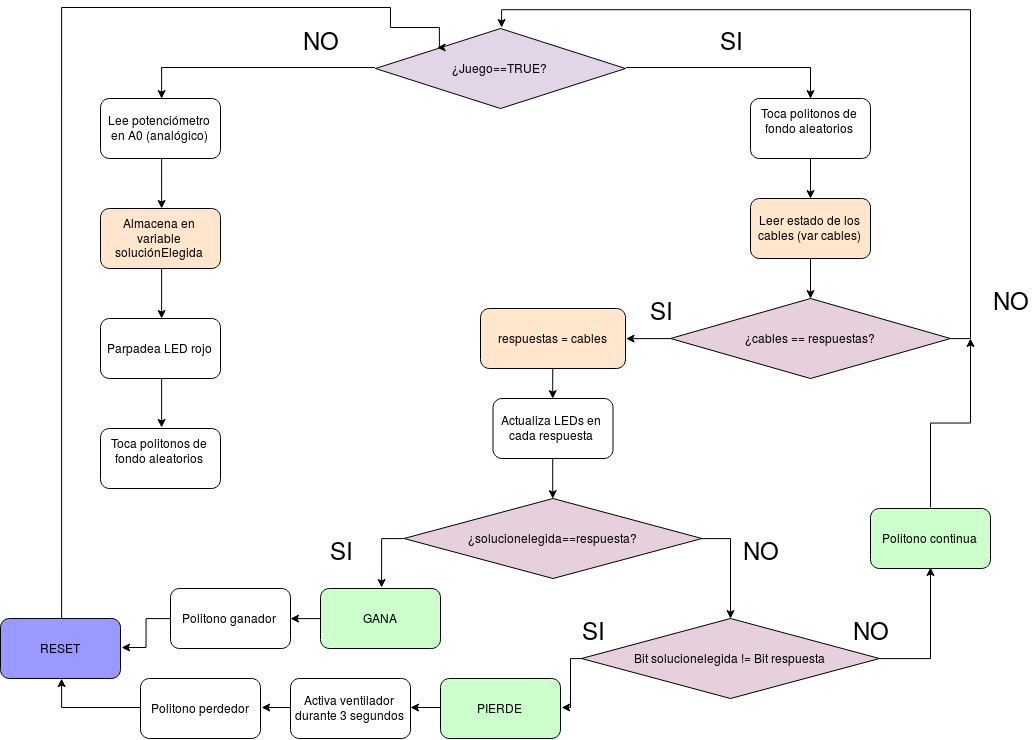 NO
SI
¿Juego==TRUE?
Lee potenciómetro
en A0 (analógico)
Toca politonos de
fondo aleatorios
Almacena en
variable
soluciónElegida
Leer estado de los
cables (var cables)
NO
SI
Parpadea LED rojo
respuestas = cables
¿cables == respuestas?
Actualiza LEDs en
cada respuesta
Toca politonos de
fondo aleatorios
¿solucionelegida==respuesta?
SI
NO
Politono continua
Politono ganador
GANA
SI
NO
RESET
Bit solucionelegida != Bit respuesta
Politono perdedor
Activa ventilador
durante 3 segundos
PIERDE